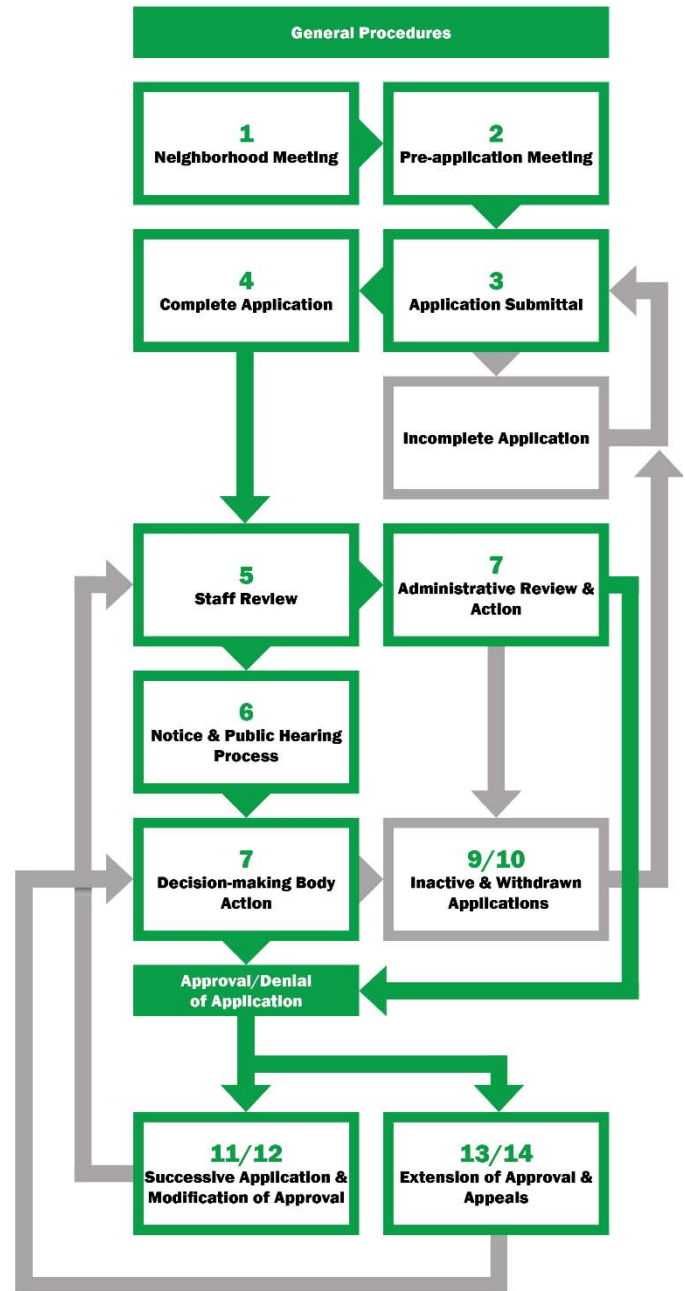 General Procedures
1
Neighborhood Meeting
2
Pre-application Meeting
4
Complete Application
3
Application Submittal
Incomplete Application
5
Staff Review
7
Administrative Review &
Action
6
Notice & Public Hearing
Process
7
Decision-making Body
Action
9/10
Inactive & Withdrawn
Applications
Approval/Denial
of Application
11/12
Successive Application &
Modification of Approval
13/14
Extension of Approval &
Appeals